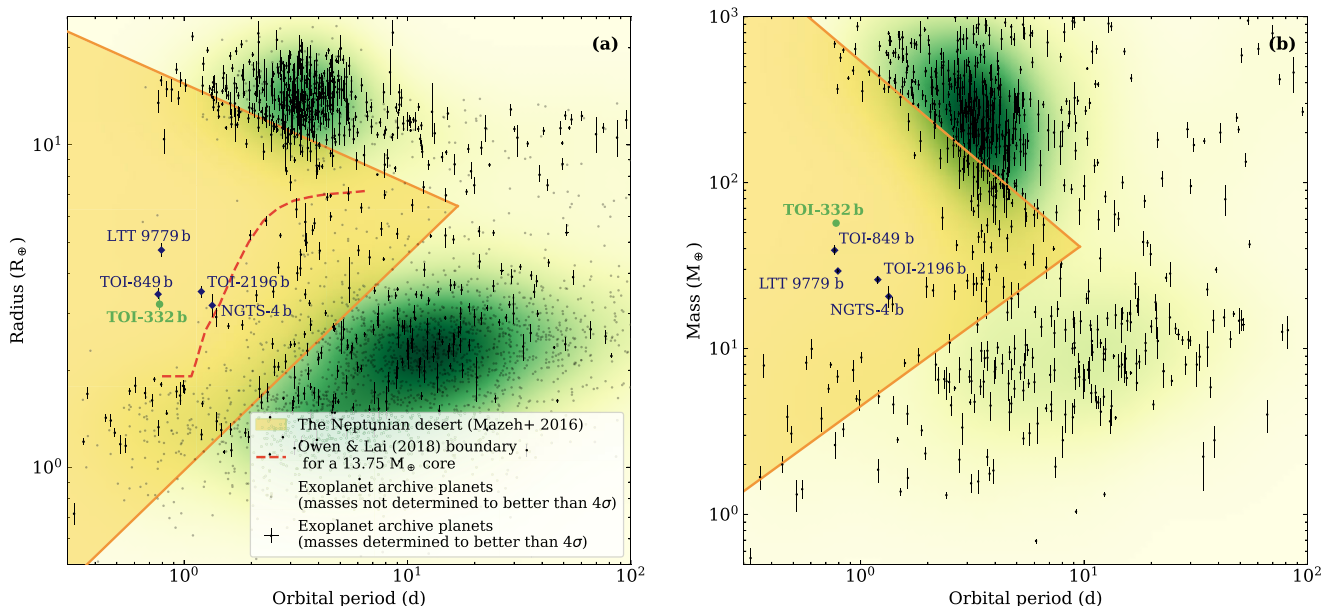 (a)
10¹
10⁰
Radius (R⊕)
LTT 9779 b
TOI-849 b
TOI-332 b
TOI-2196 b
NGTS-4 b
The Neptunian desert (Mazeh+ 2016)
Owen & Lai (2018) boundary
for a 13.75 M⊕ core
Exoplanet archive planets
(masses not determined to better than 4σ)
Exoplanet archive planets
(masses determined to better than 4σ)
10⁰
10¹
10²
Orbital period (d)
(b)
10³
10²
10¹
10⁰
Mass (M⊕)
TOI-332 b
TOI-849 b
TOI-2196 b
LTT 9779 b
NGTS-4 b
10⁰
10¹
10²
Orbital period (d)